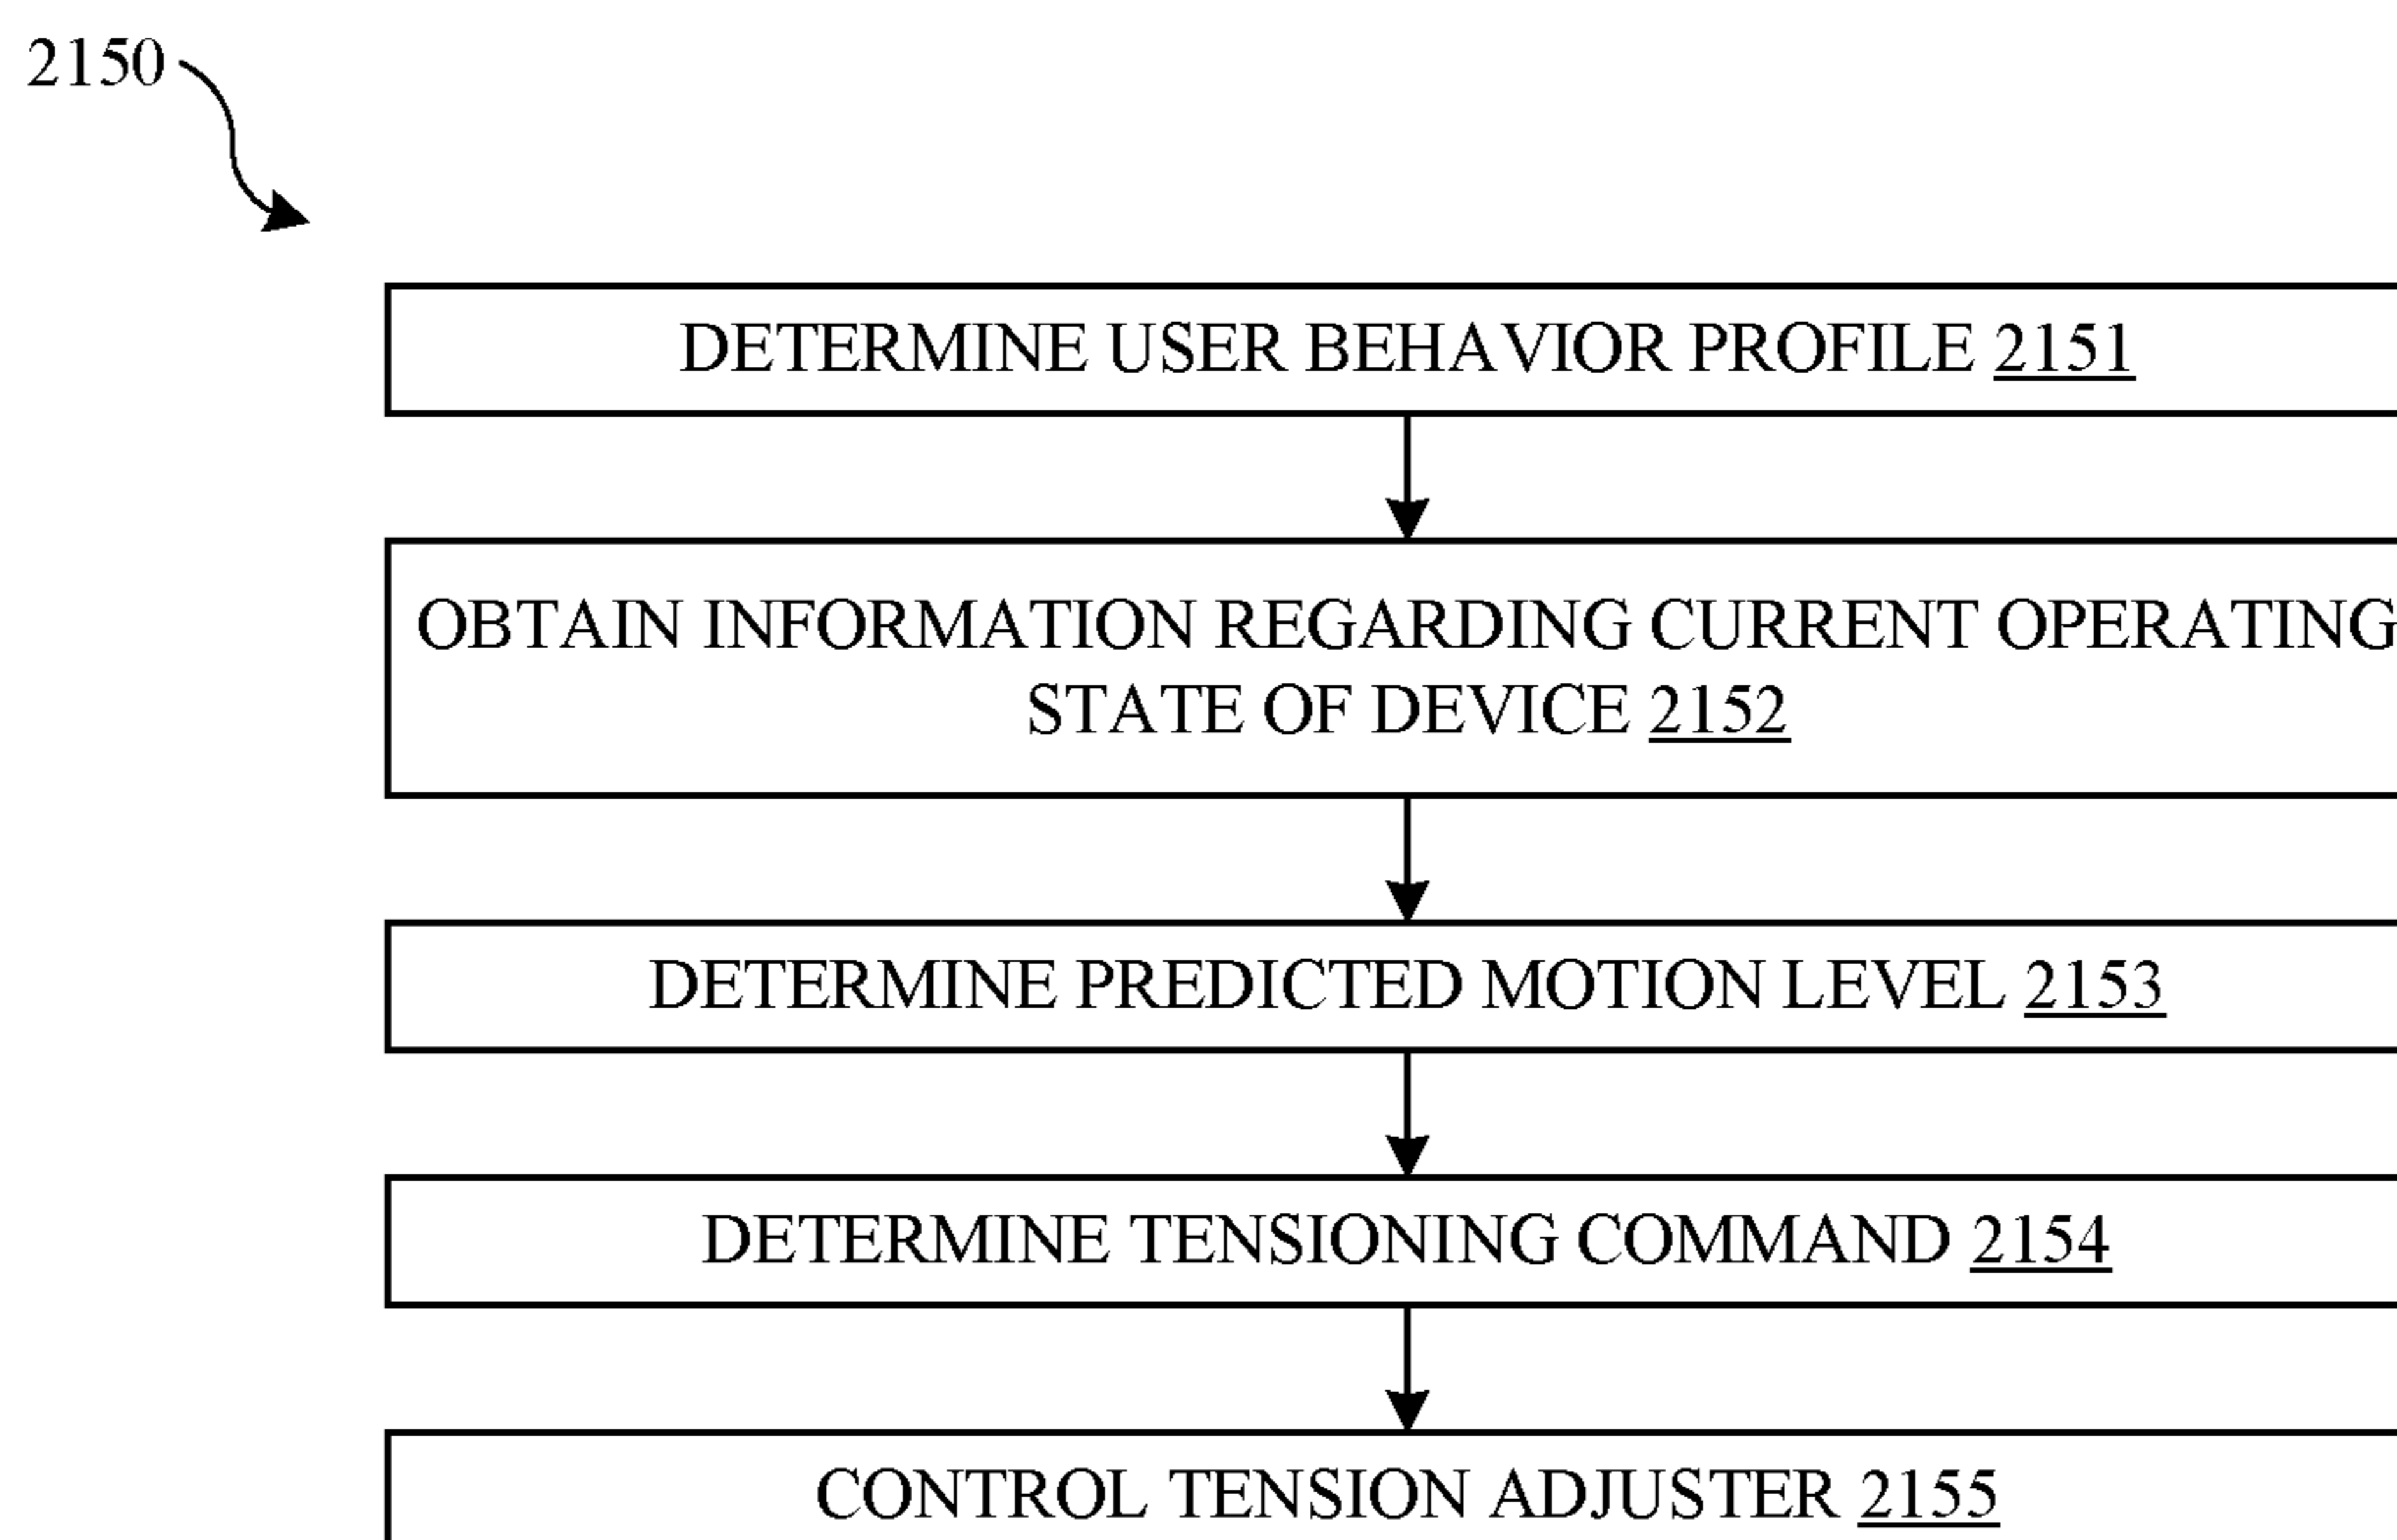 2150
DETERMINE USER BEHAVIOR PROFILE 2151
OBTAIN INFORMATION REGARDING CURRENT OPERATING
STATE OF DEVICE 2152
DETERMINE PREDICTED MOTION LEVEL 2153
DETERMINE TENSIONING COMMAND 2154
CONTROL TENSION ADJUSTER 2155